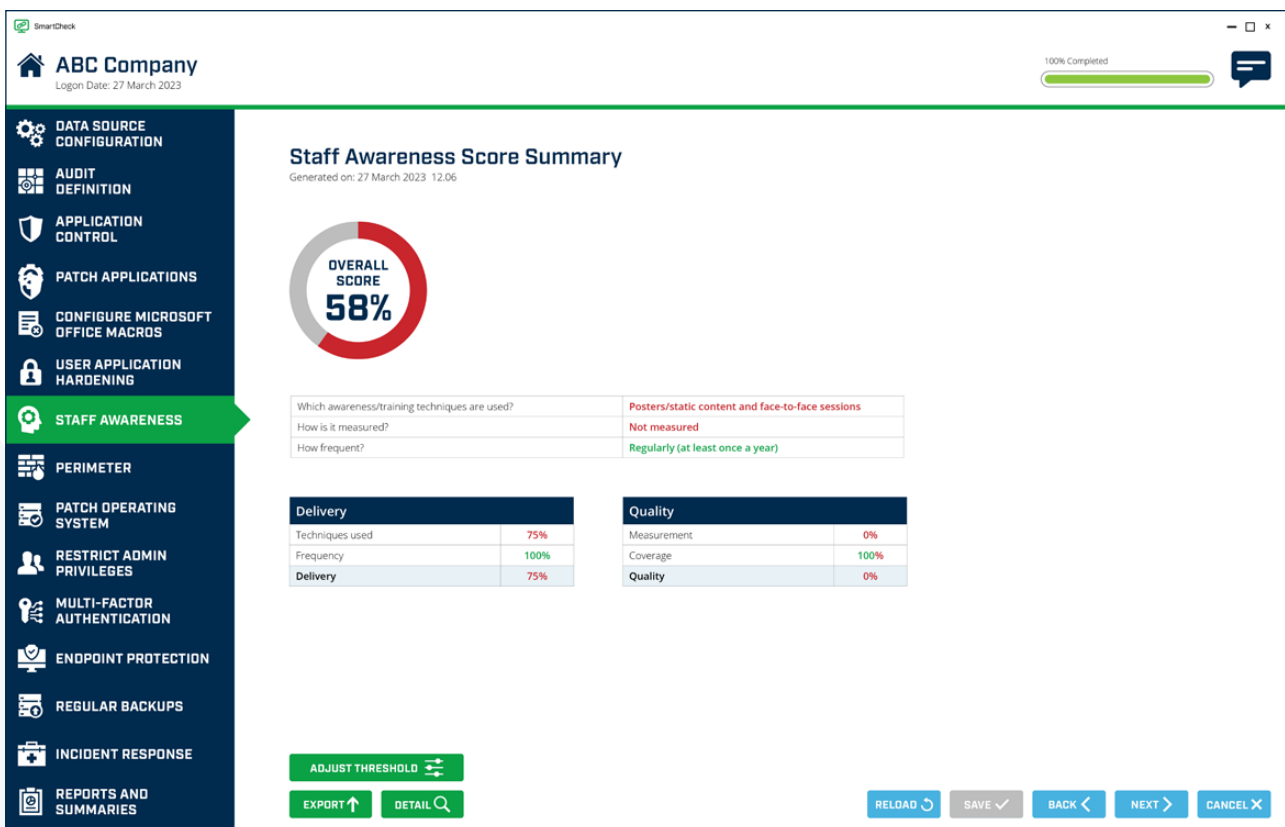 SmartCheck
ABC Company
Logon Date: 27 March 2023
100% Completed
DATA SOURCE
CONFIGURATION
AUDIT
DEFINITION
APPLICATION
CONTROL
PATCH APPLICATIONS
CONFIGURE MICROSOFT
OFFICE MACROS
USER APPLICATION
HARDENING
STAFF AWARENESS
PERIMETER
PATCH OPERATING
SYSTEM
RESTRICT ADMIN
PRIVILEGES
MULTI-FACTOR
AUTHENTICATION
ENDPOINT PROTECTION
REGULAR BACKUPS
INCIDENT RESPONSE
REPORTS AND
SUMMARIES
Staff Awareness Score Summary
Generated on: 27 March 2023 12.06
OVERALL
SCORE
58%
Which awareness/training techniques are used? Posters/static content and face-to-face sessions
How is it measured? Not measured
How frequent? Regularly (at least once a year)
Delivery
Techniques used 75%
Frequency 100%
Delivery 75%
Quality
Measurement 0%
Coverage 100%
Quality 0%
ADJUST THRESHOLD
EXPORT DETAIL
RELOAD SAVE BACK NEXT CANCEL